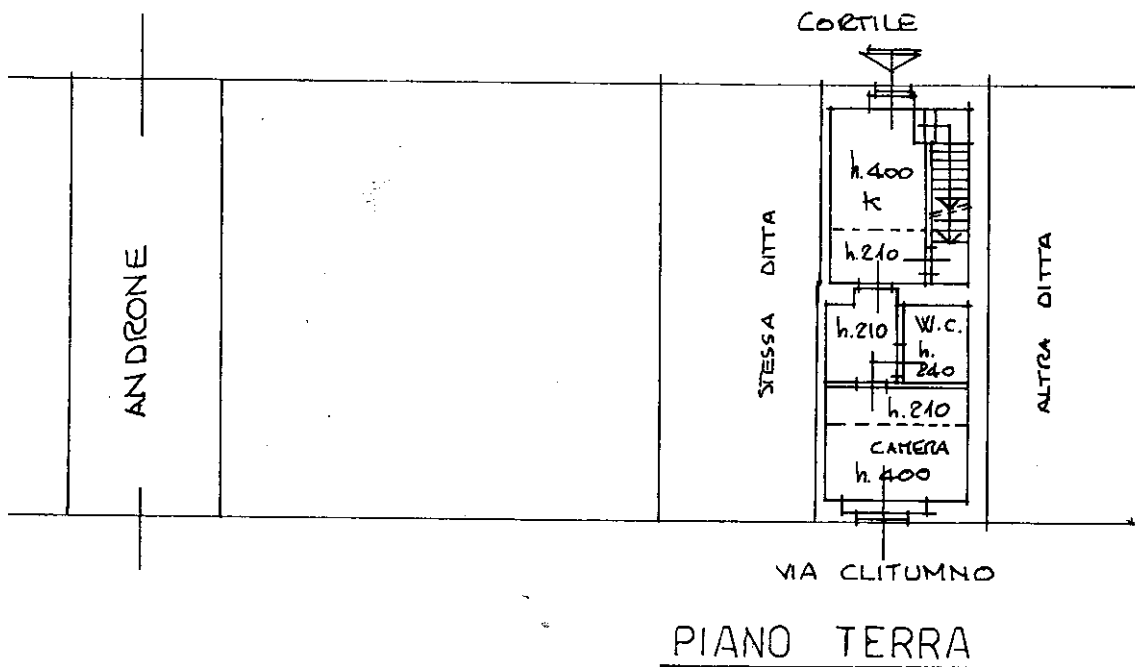 CORTILE
h.400
K
h.210
ANDRONE
STESSA DITTA
ALTRA DITTA
h.210
W.C.
h.
240
h.210
CAMERA
h.400
VIA CLITUMNO
PIANO TERRA